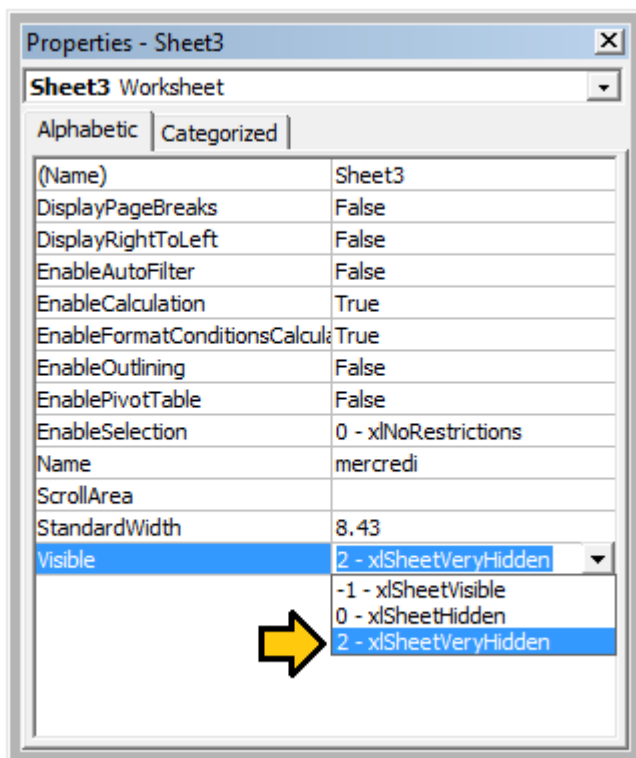 Properties - Sheet3
Sheet3 Worksheet
Alphabetic Categorized
(Name) Sheet3
DisplayPageBreaks False
DisplayRightToLeft False
EnableAutoFilter False
EnableCalculation True
EnableFormatConditionsCalcula True
EnableOutlining False
EnablePivotTable False
EnableSelection 0 - xlNoRestrictions
Name mercredi
ScrollArea
StandardWidth 8.43
Visible 2 - xlSheetVeryHidden
-1 - xlSheetVisible
0 - xlSheetHidden
2 - xlSheetVeryHidden